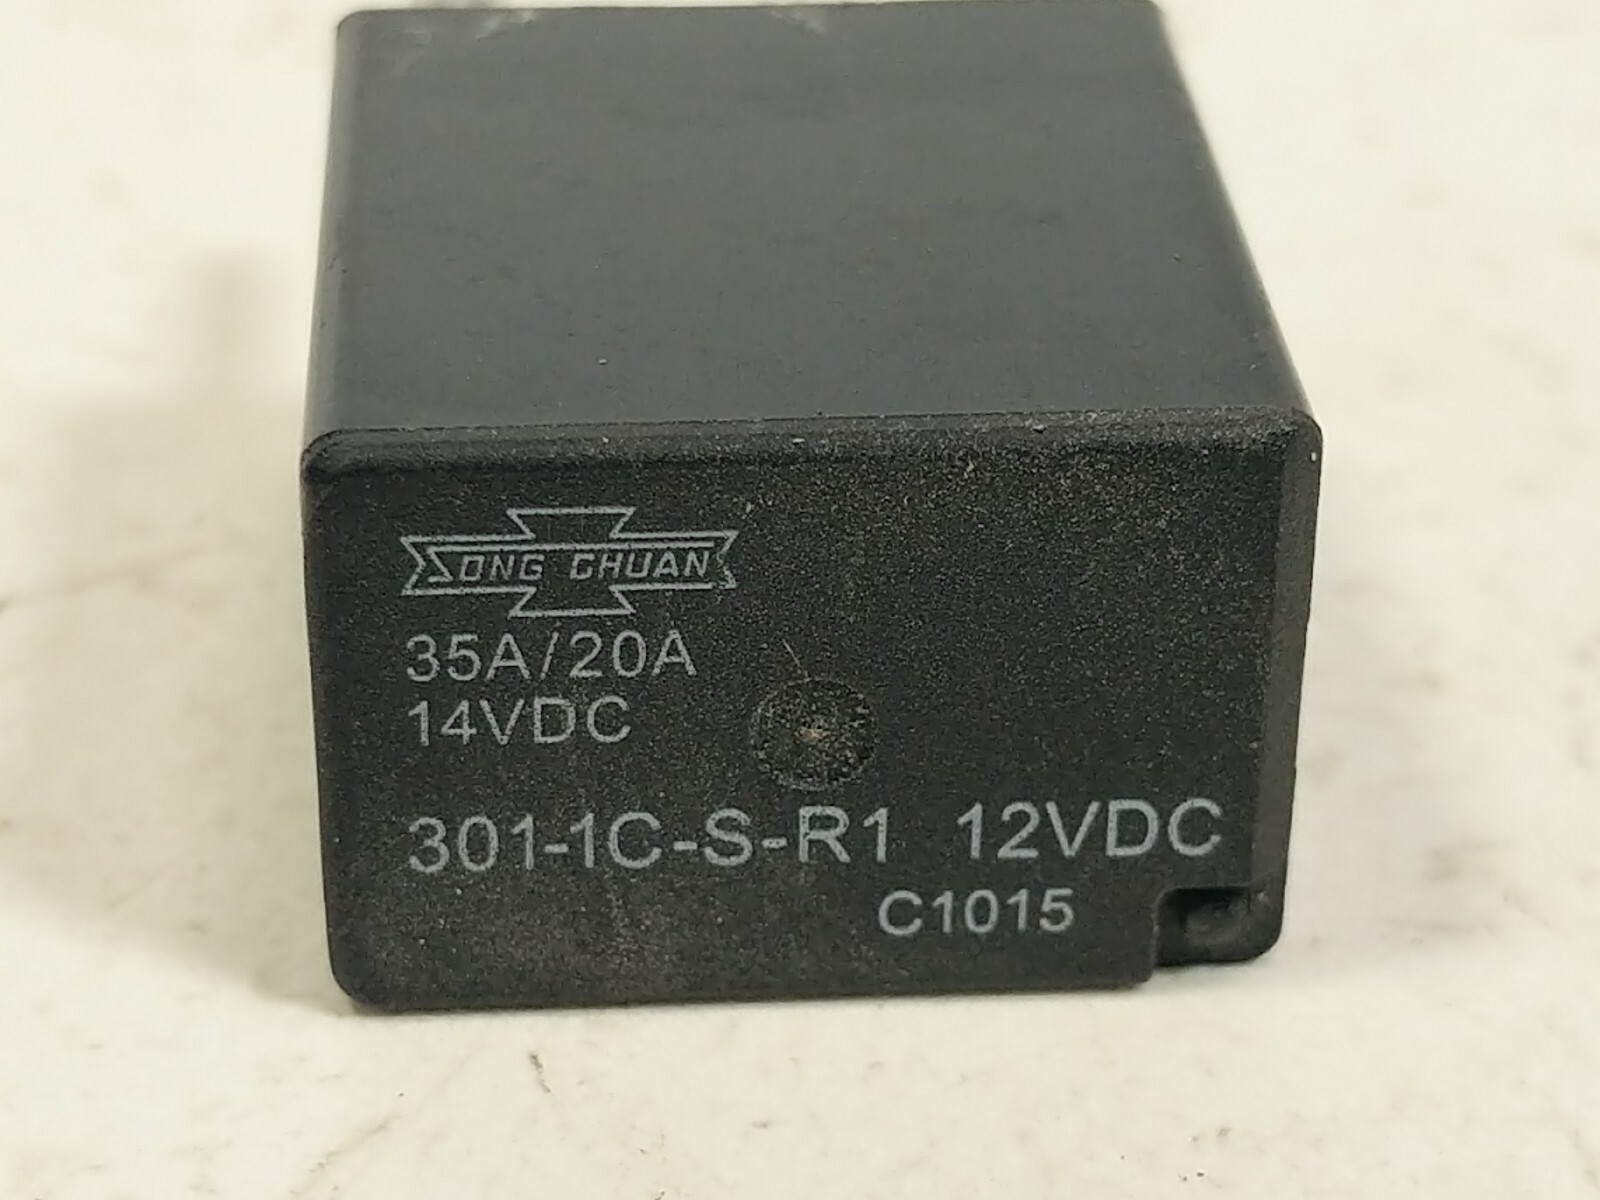 SONG CHUAN
35A/20A
14VDC
301-1C-S-R1 12VDC
C1015